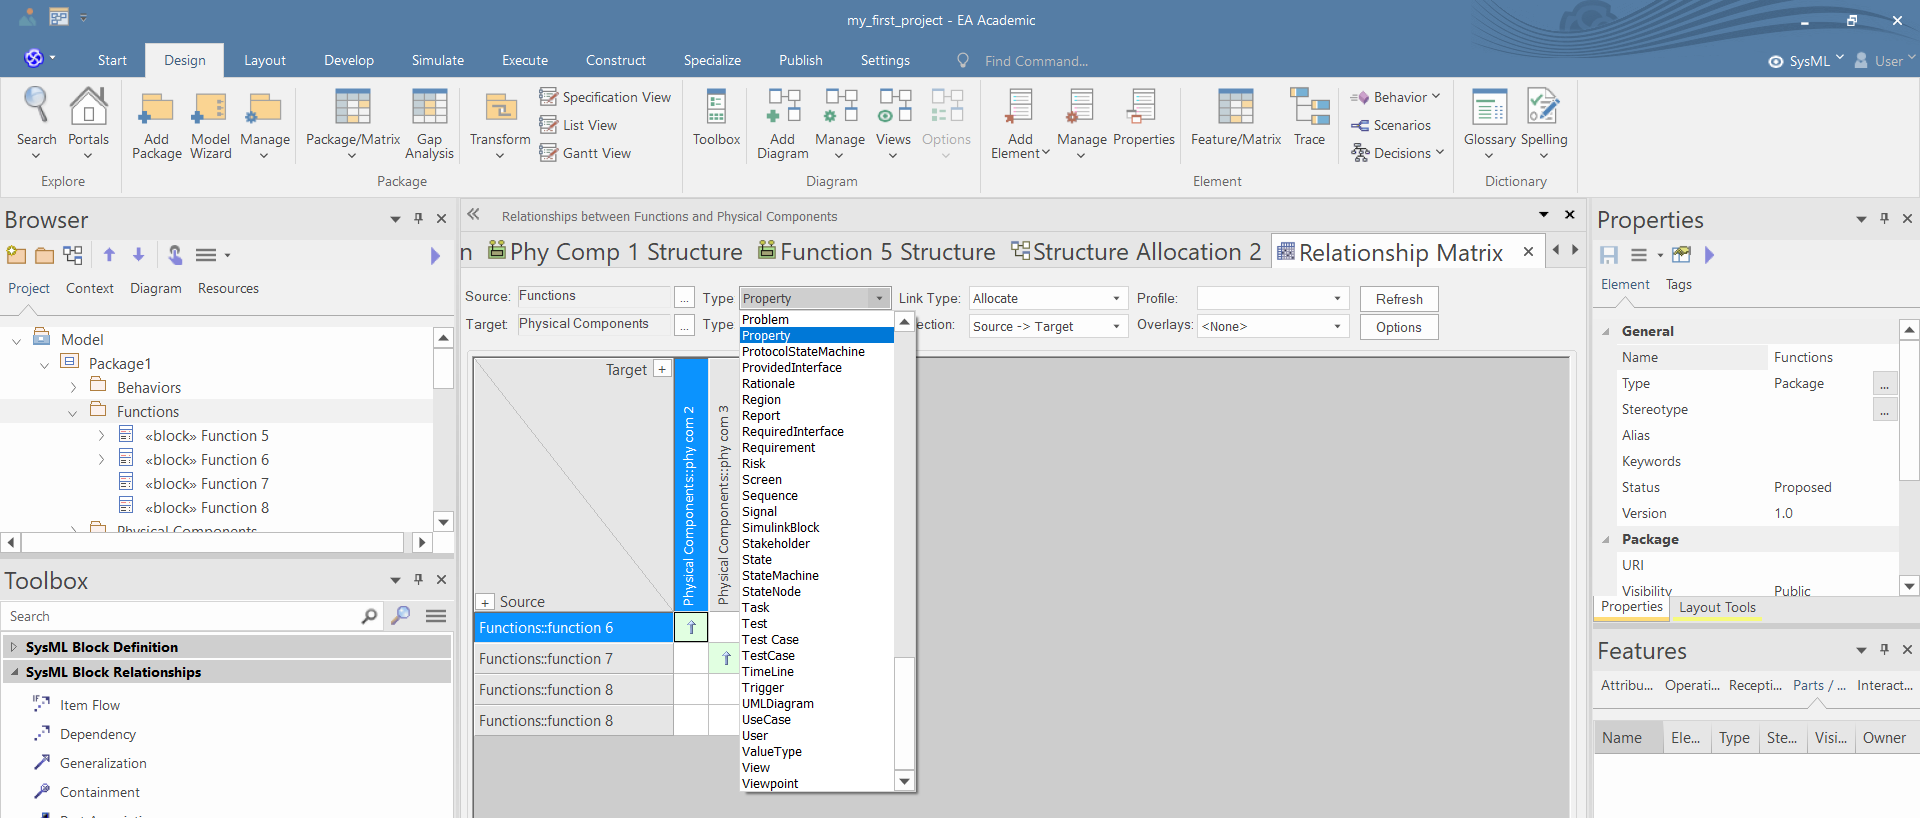 my_first_project - EA Academic
Start Design Layout Develop Simulate Execute Construct Specialize Publish Settings Find Command... SysML User
Search Portals Add Package Model Wizard Manage Package/Matrix Gap Analysis Transform Specification View List View Gantt View Toolbox Add Diagram Manage Views Options Add Element Manage Properties Feature/Matrix Trace Behavior Scenarios Decisions Glossary Spelling
Explore Package Diagram Element Dictionary
Browser
Project Context Diagram Resources
Model
Package1
Behaviors
Functions
«block» Function 5
«block» Function 6
«block» Function 7
«block» Function 8
Physical Components
Toolbox
Search
SysML Block Definition
SysML Block Relationships
Item Flow
Dependency
Generalization
Containment
Relationships between Functions and Physical Components
n Phy Comp 1 Structure Function 5 Structure Structure Allocation 2 Relationship Matrix
Source: Functions ... Type Property Link Type: Allocate Profile: Refresh
Target: Physical Components ... Type ection: Source -> Target Overlays: <None> Options
Target +
Physical Components::phy com 2
Physical Components::phy com 3
+ Source
Functions::function 6
Functions::function 7
Functions::function 8
Functions::function 8
Problem
Property
ProtocolStateMachine
ProvidedInterface
Rationale
Region
Report
RequiredInterface
Requirement
Risk
Screen
Sequence
Signal
SimulinkBlock
Stakeholder
State
StateMachine
StateNode
Task
Test
Test Case
TestCase
TimeLine
Trigger
UMLDiagram
UseCase
User
ValueType
View
Viewpoint
Properties
Element Tags
General
Name Functions
Type Package ...
Stereotype ...
Alias
Keywords
Status Proposed
Version 1.0
Package
URI
Visibility Public
Properties Layout Tools
Features
Attribu... Operati... Recepti... Parts / ... Interact...
Name Ele... Type Ste... Visi... Owner